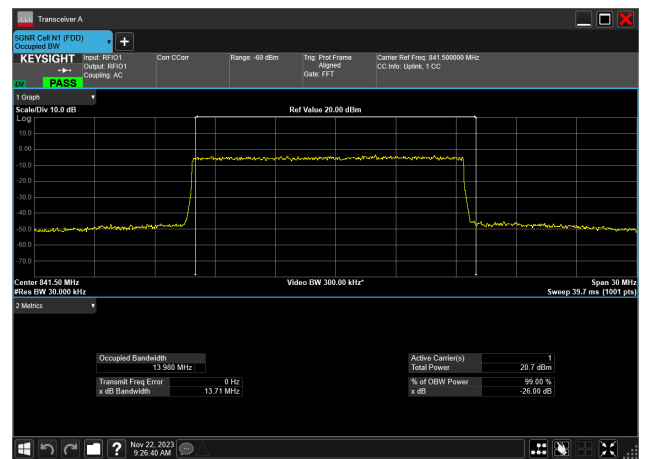 Transceiver A
5GNR Cell N1 (FDD)
Occupied BW
KEYSIGHT Input: RFIO1 Corr CCorr Range: -60 dBm Trig: Prot Frame Carrier Ref Freq: 841.500000 MHz
Output: RFIO1 Aligned CC Info: Uplink, 1 CC
Coupling: AC Gate: FFT
PASS
1 Graph
Scale/Div 10.0 dB Ref Value 20.00 dBm
Log
10.0
0.00
-10.0
-20.0
-30.0
-40.0
-50.0
-60.0
-70.0
Center 841.50 MHz Video BW 300.00 kHz* Span 30 MHz
#Res BW 30.000 kHz Sweep 39.7 ms (1001 pts)
2 Metrics
Occupied Bandwidth Active Carrier(s) 1
13.980 MHz Total Power 20.7 dBm
Transmit Freq Error 0 Hz % of OBW Power 99.00 %
x dB Bandwidth 13.71 MHz x dB -26.00 dB
Nov 22, 2023
9:26:40 AM